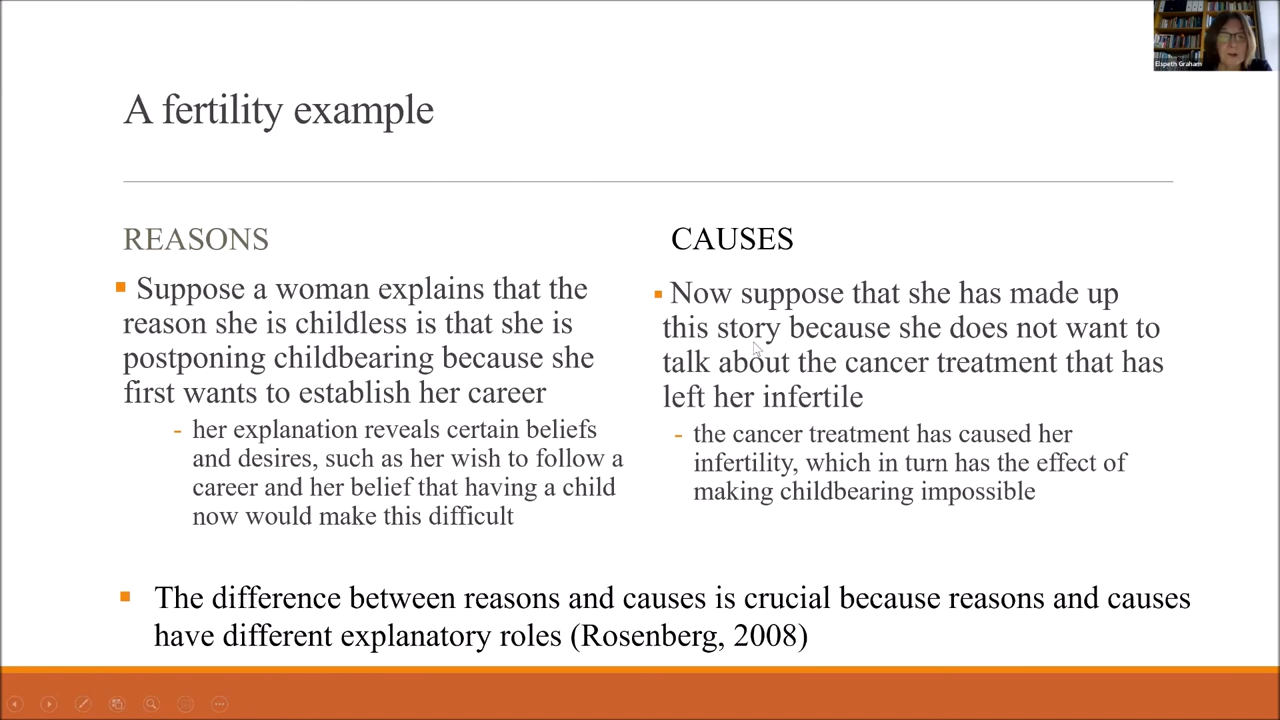 Elspeth Graham
A fertility example
REASONS
Suppose a woman explains that the
reason she is childless is that she is
postponing childbearing because she
first wants to establish her career
- her explanation reveals certain beliefs
and desires, such as her wish to follow a
career and her belief that having a child
now would make this difficult
CAUSES
Now suppose that she has made up
this story because she does not want to
talk about the cancer treatment that has
left her infertile
- the cancer treatment has caused her
infertility, which in turn has the effect of
making childbearing impossible
The difference between reasons and causes is crucial because reasons and causes
have different explanatory roles (Rosenberg, 2008)